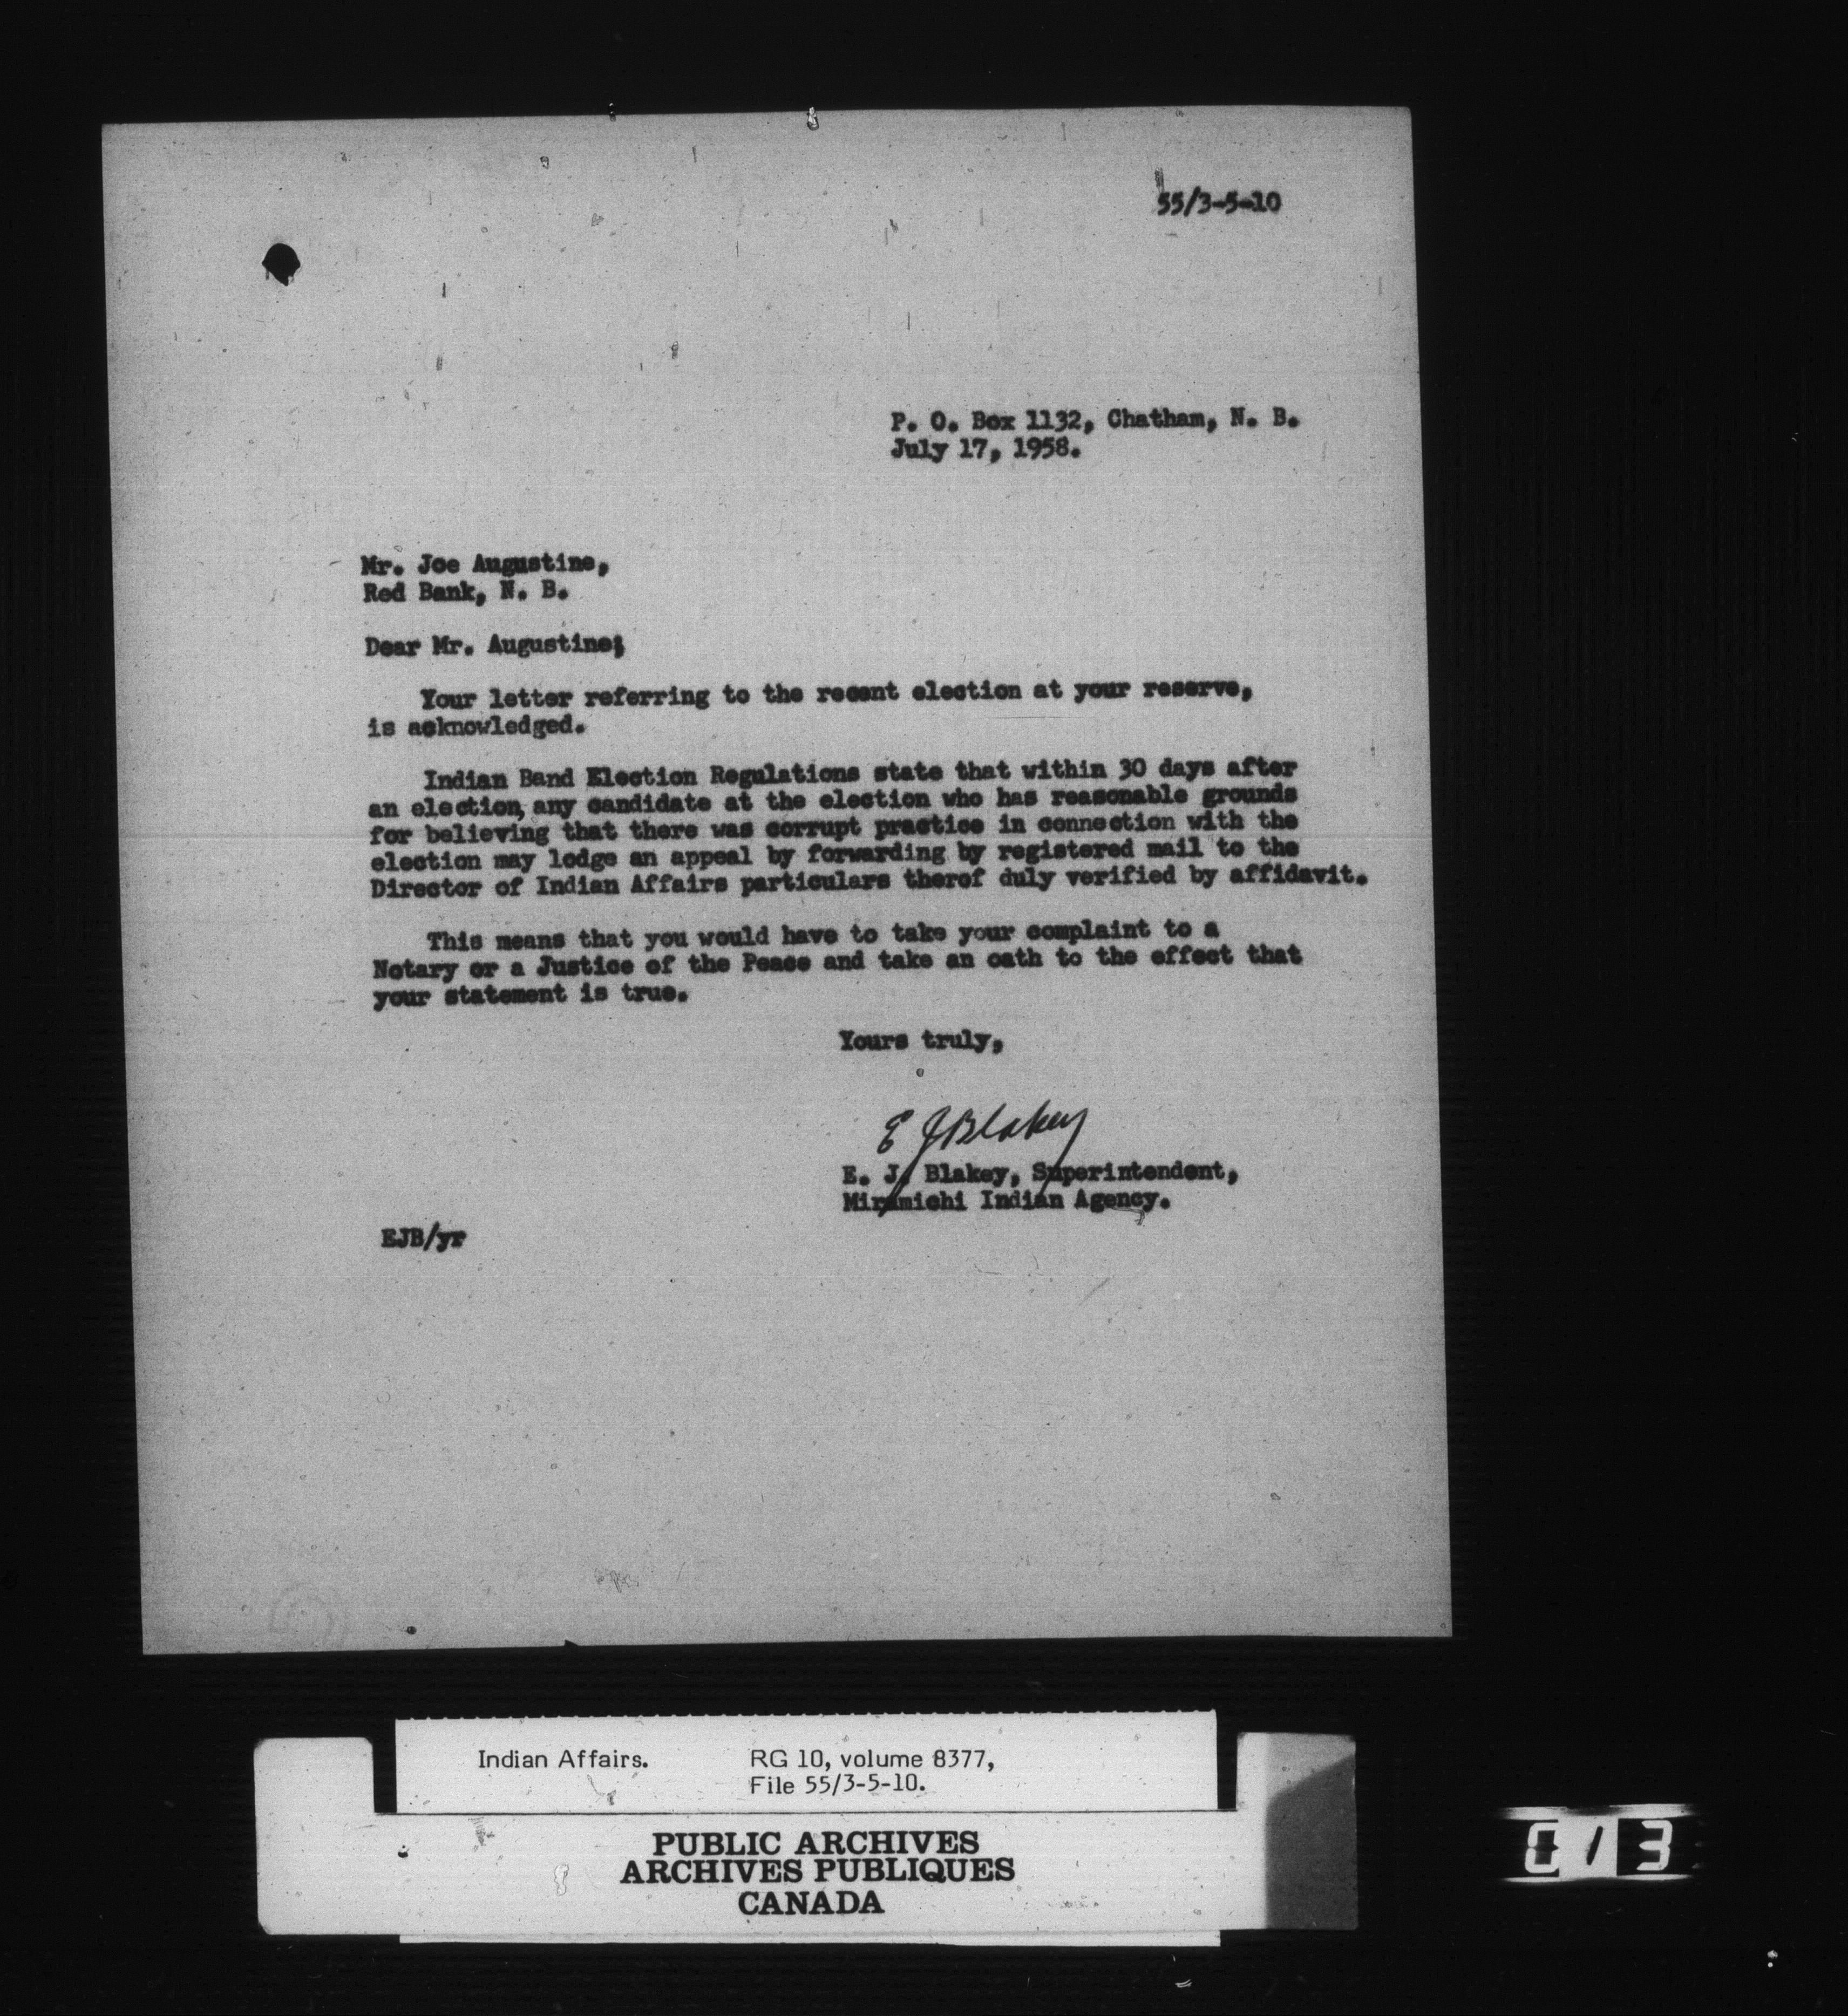 55/3-5-10
P. O. Box 1132, Chatham, N. B.
July 17, 1958.
Mr. Joe Augustine,
Red Bank, N. B.
Dear Mr. Augustine;
Your letter referring to the recent election at your reserve,
is acknowledged.
Indian Band Election Regulations state that within 30 days after
an election, any candidate at the election who has reasonable grounds
for believing that there was corrupt practice in connection with the
election may lodge an appeal by forwarding by registered mail to the
Director of Indian Affairs particulars therof duly verified by affidavit.
This means that you would have to take your complaint to a
Notary or a Justice of the Peace and take an oath to the effect that
your statement is true.
Yours truly,
E J Blakey
E. J. Blakey, Superintendent,
Miramichi Indian Agency.
EJB/yr
Indian Affairs. RG 10, volume 8377,
File 55/3-5-10.
PUBLIC ARCHIVES
ARCHIVES PUBLIQUES
CANADA
013